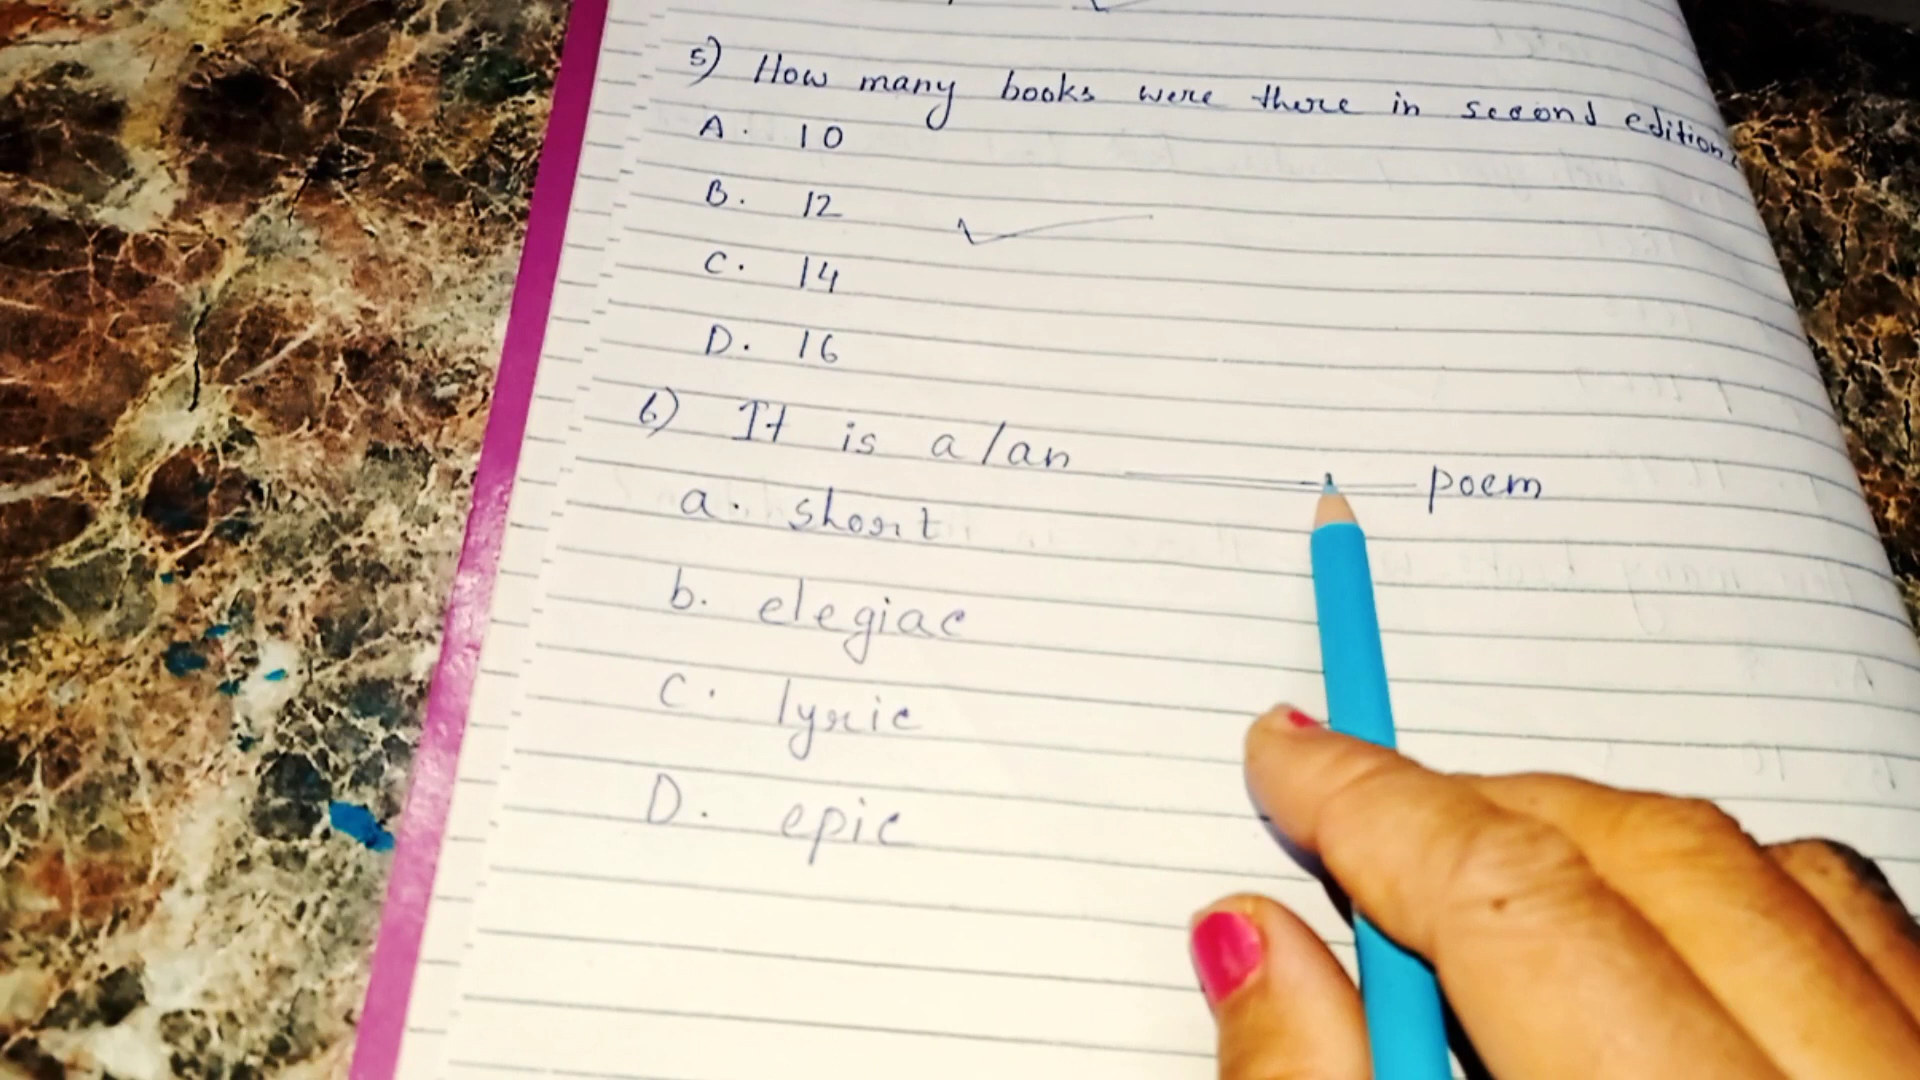 5) How many books were there in second edition?
A. 10
B. 12
C. 14
D. 16
6) It is a/an ______ poem
a. short
b. elegiac
c. lyric
D. epic